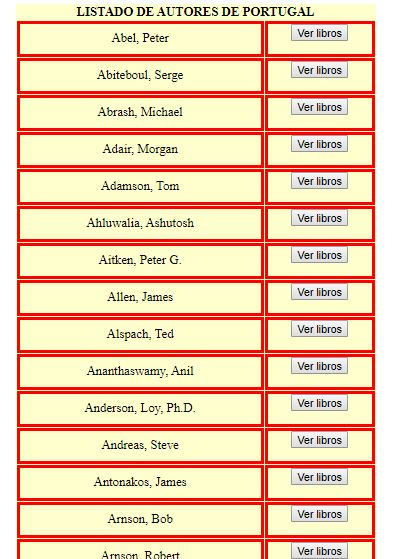 LISTADO DE AUTORES DE PORTUGAL
Abel, Peter Ver libros
Abiteboul, Serge Ver libros
Abrash, Michael Ver libros
Adair, Morgan Ver libros
Adamson, Tom Ver libros
Ahluwalia, Ashutosh Ver libros
Aitken, Peter G. Ver libros
Allen, James Ver libros
Alspach, Ted Ver libros
Ananthaswamy, Anil Ver libros
Anderson, Loy, Ph.D. Ver libros
Andreas, Steve Ver libros
Antonakos, James Ver libros
Arnson, Bob Ver libros
Arnson, Robert Ver libros